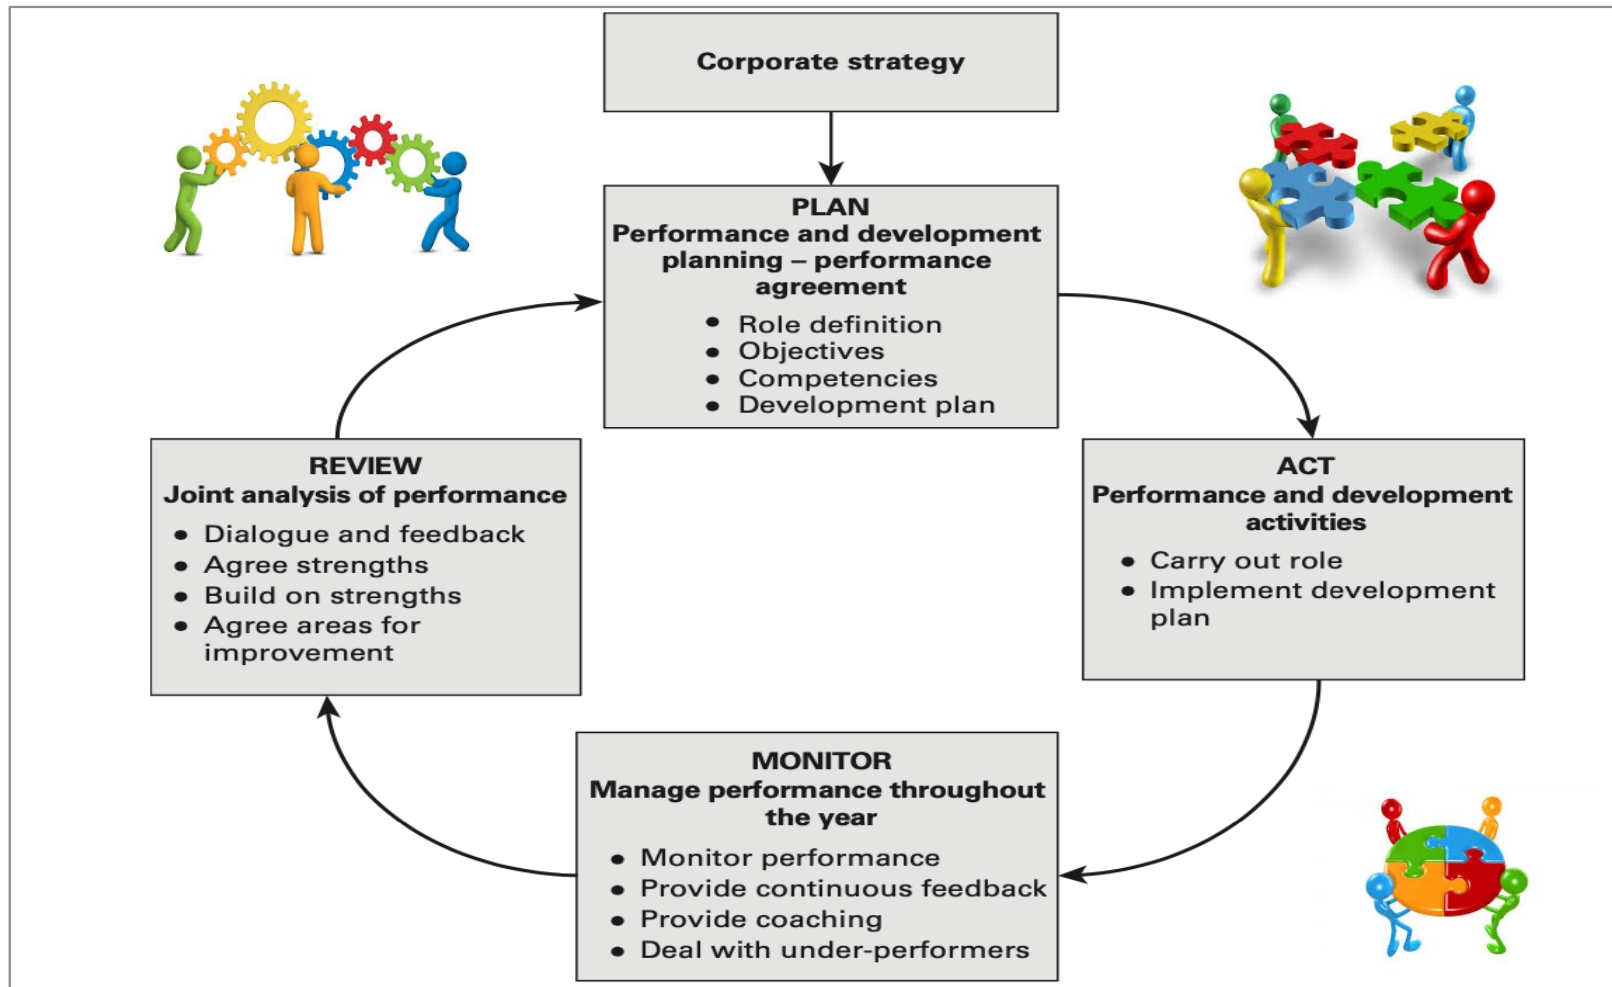 Corporate strategy
PLAN
Performance and development
planning – performance
agreement
• Role definition
• Objectives
• Competencies
• Development plan
ACT
Performance and development
activities
• Carry out role
• Implement development
plan
MONITOR
Manage performance throughout
the year
• Monitor performance
• Provide continuous feedback
• Provide coaching
• Deal with under-performers
REVIEW
Joint analysis of performance
• Dialogue and feedback
• Agree strengths
• Build on strengths
• Agree areas for
improvement